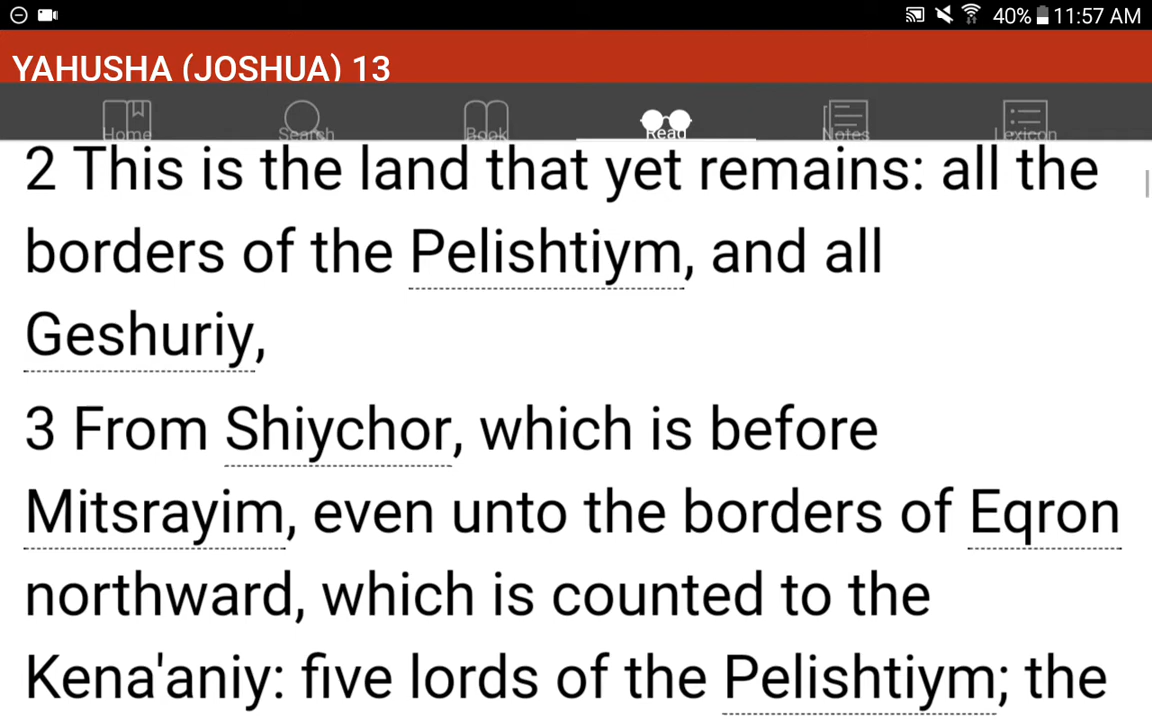 40% 11:57 AM
YAHUSHA (JOSHUA) 13
Home Search Book Read Notes Lexicon
2 This is the land that yet remains: all the
borders of the Pelishtiym, and all
Geshuriy,
3 From Shiychor, which is before
Mitsrayim, even unto the borders of Eqron
northward, which is counted to the
Kena'aniy: five lords of the Pelishtiym; the